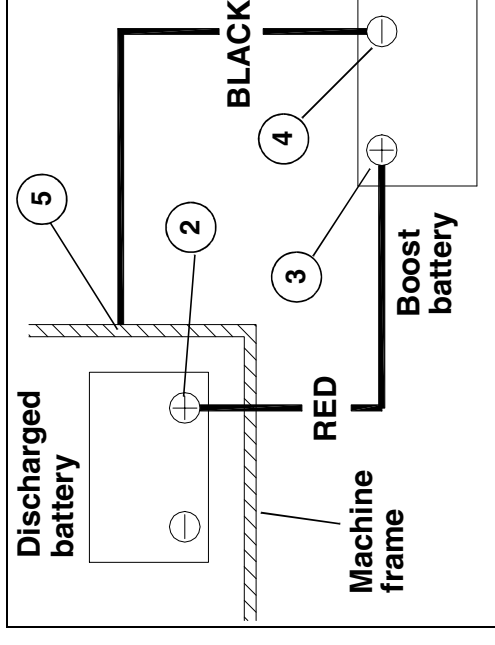 Discharged
battery
5
2
BLACK
4
3
RED
Machine
frame
Boost
battery